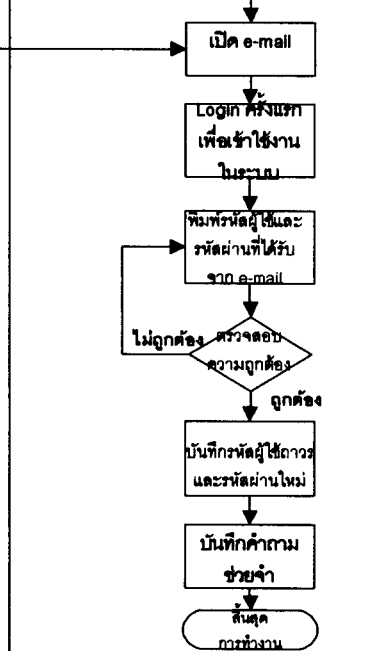 เปิด e-mail
Login ครั้งแรก
เพื่อเข้าใช้งาน
ในระบบ
พิมพ์รหัสผู้ใช้และ
รหัสผ่านที่ได้รับ
จาก e-mail
ไม่ถูกต้อง
ตรวจสอบ
ความถูกต้อง
ถูกต้อง
บันทึกรหัสผู้ใช้ถาวร
และรหัสผ่านใหม่
บันทึกคำถาม
ช่วยจำ
สิ้นสุด
การทำงาน